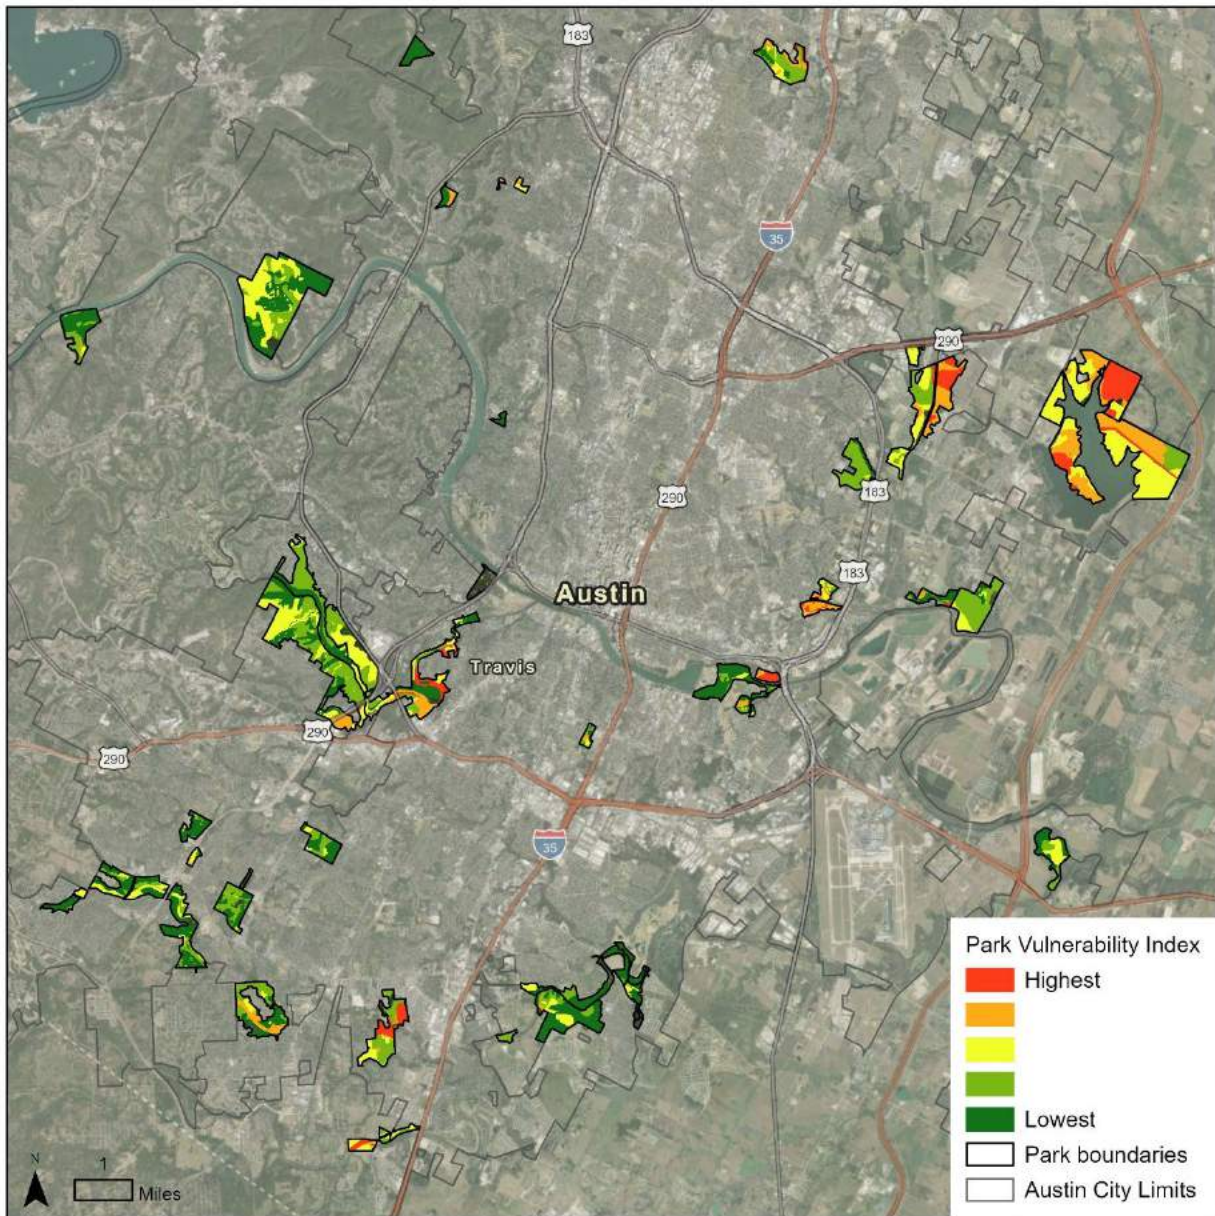 183
35
290
183
290
183
Austin
Travis
290
290
35
Park Vulnerability Index
Highest
Lowest
Park boundaries
Austin City Limits
N
1
Miles